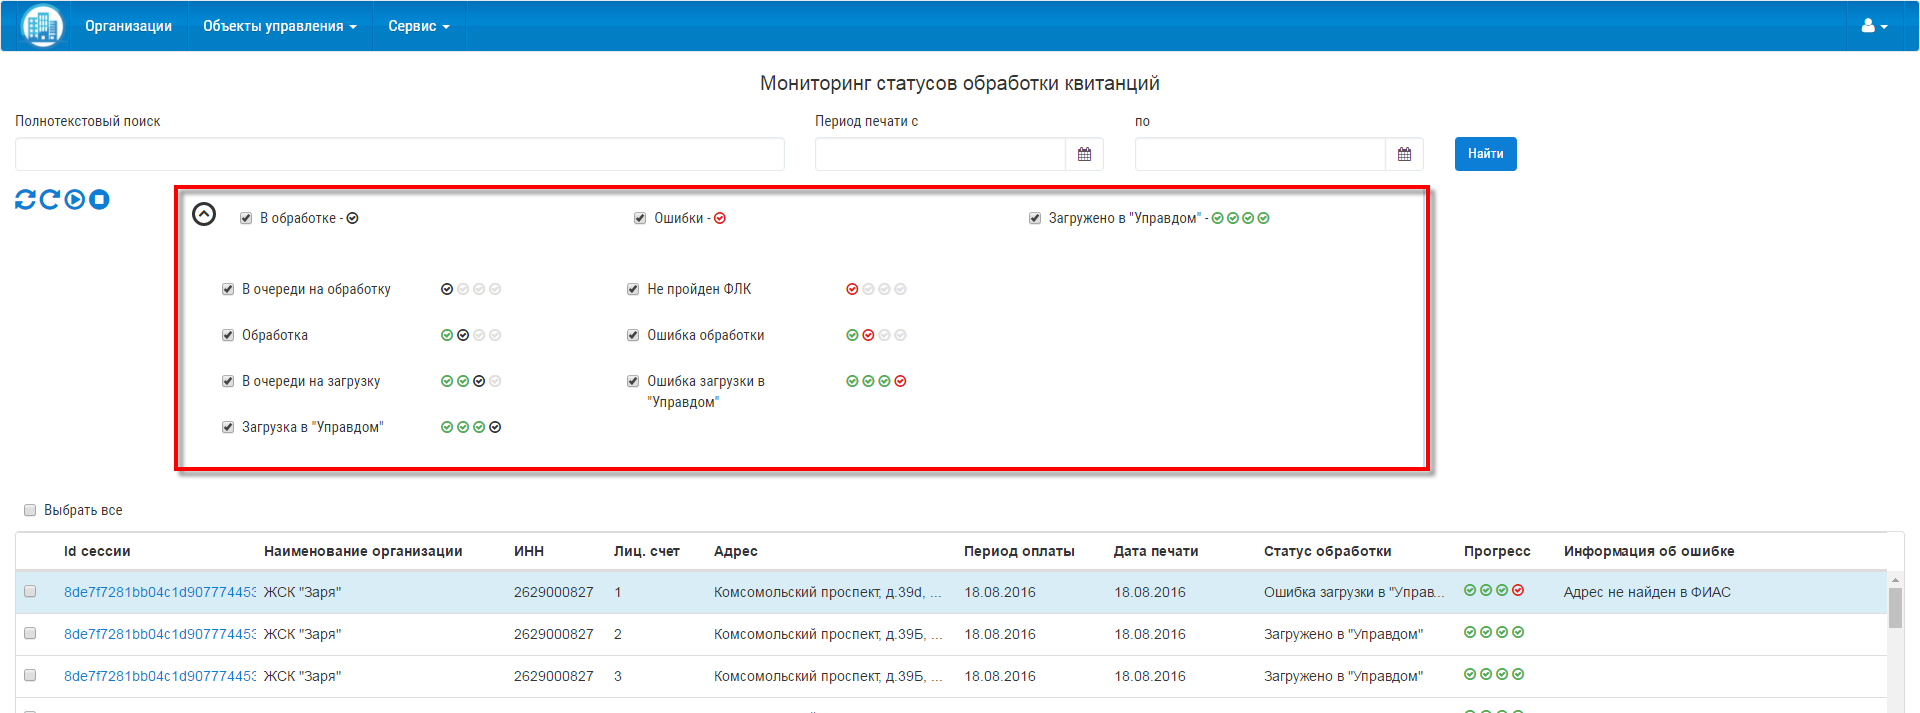 Организации Объекты управления Сервис
Мониторинг статусов обработки квитанций
Полнотекстовый поиск Период печати с по
Найти
В обработке - Ошибки - Загружено в "Управдом" -
В очереди на обработку Не пройден ФЛК
Обработка Ошибка обработки
В очереди на загрузку Ошибка загрузки в
"Управдом"
Загрузка в "Управдом"
Выбрать все
Id сессии Наименование организации ИНН Лиц. счет Адрес Период оплаты Дата печати Статус обработки Прогресс Информация об ошибке
8de7f7281bb04c1d907774453 ЖСК "Заря" 2629000827 1 Комсомольский проспект, д.39d, ... 18.08.2016 18.08.2016 Ошибка загрузки в "Управ... Адрес не найден в ФИАС
8de7f7281bb04c1d907774453 ЖСК "Заря" 2629000827 2 Комсомольский проспект, д.39Б, ... 18.08.2016 18.08.2016 Загружено в "Управдом"
8de7f7281bb04c1d907774453 ЖСК "Заря" 2629000827 3 Комсомольский проспект, д.39Б, ... 18.08.2016 18.08.2016 Загружено в "Управдом"